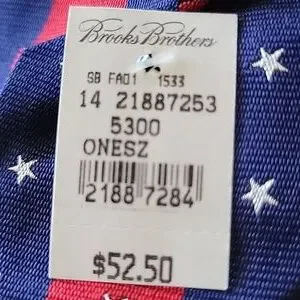 Brooks Brothers
SB FA01 1533
14 21887253
5300
ONESZ
2188 7284
$52.50